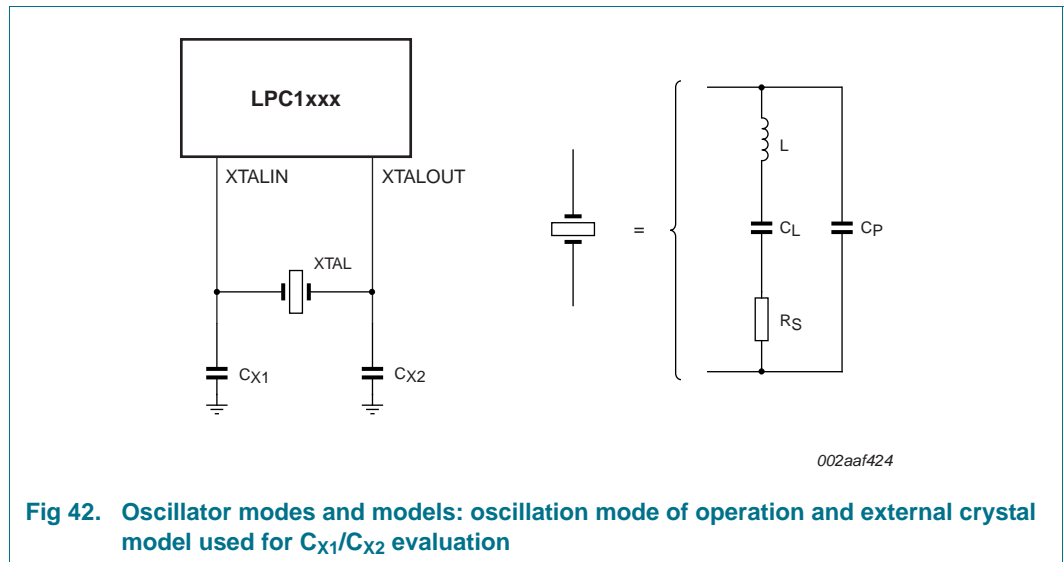 LPC1xxx
XTALIN
XTALOUT
XTAL
CX1
CX2
=
L
CL
CP
RS
002aaf424
Fig 42. Oscillator modes and models: oscillation mode of operation and external crystal
model used for CX1/CX2 evaluation